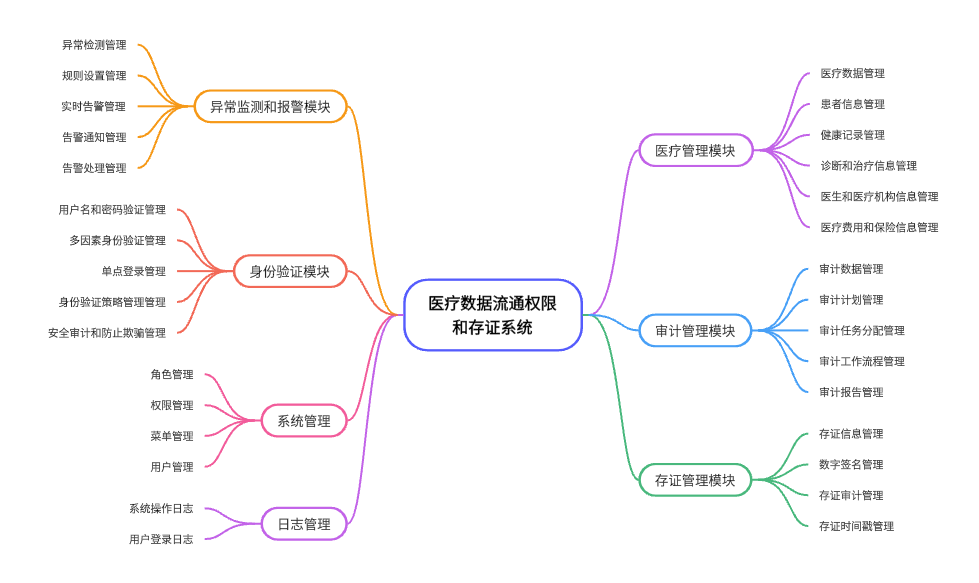 医疗数据流通权限
和存证系统
异常监测和报警模块
异常检测管理
规则设置管理
实时告警管理
告警通知管理
告警处理管理
身份验证模块
用户名和密码验证管理
多因素身份验证管理
单点登录管理
身份验证策略管理管理
安全审计和防止欺骗管理
系统管理
角色管理
权限管理
菜单管理
用户管理
日志管理
系统操作日志
用户登录日志
医疗管理模块
医疗数据管理
患者信息管理
健康记录管理
诊断和治疗信息管理
医生和医疗机构信息管理
医疗费用和保险信息管理
审计管理模块
审计数据管理
审计计划管理
审计任务分配管理
审计工作流程管理
审计报告管理
存证管理模块
存证信息管理
数字签名管理
存证审计管理
存证时间戳管理